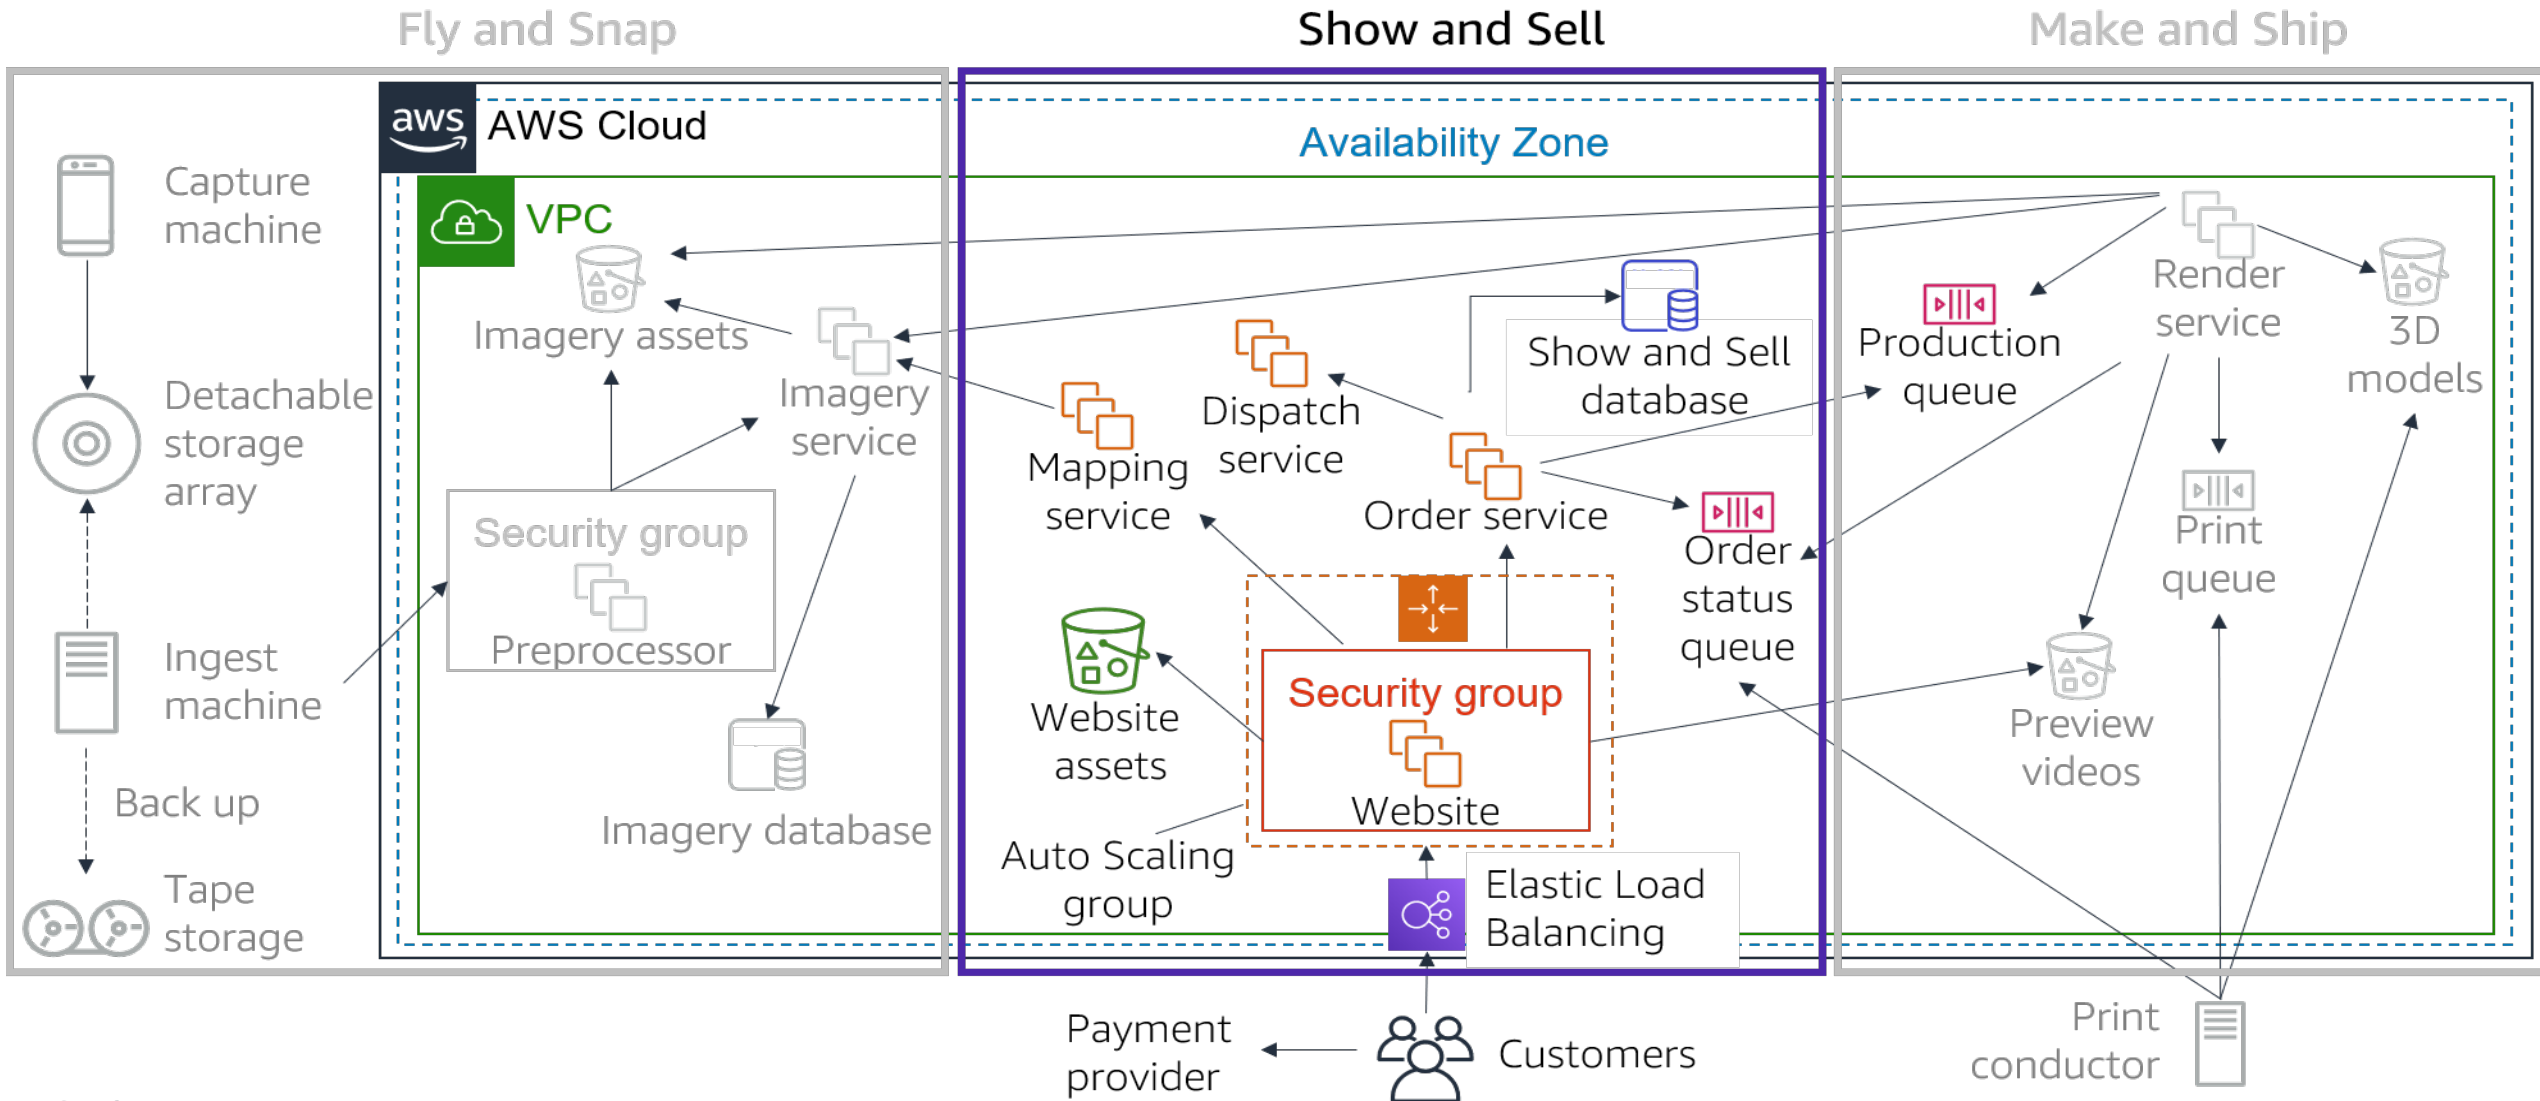 Fly and Snap
Show and Sell
Make and Ship
aws
AWS Cloud
Availability Zone
VPC
Capture
machine
Detachable
storage
array
Ingest
machine
Back up
Tape
storage
Imagery assets
Imagery
service
Security group
Preprocessor
Imagery database
Mapping
service
Dispatch
service
Show and Sell
database
Order service
Order
status
queue
Website
assets
Security group
Website
Auto Scaling
group
Elastic Load
Balancing
Payment
provider
Customers
Production
queue
Render
service
3D
models
Print
queue
Preview
videos
Print
conductor